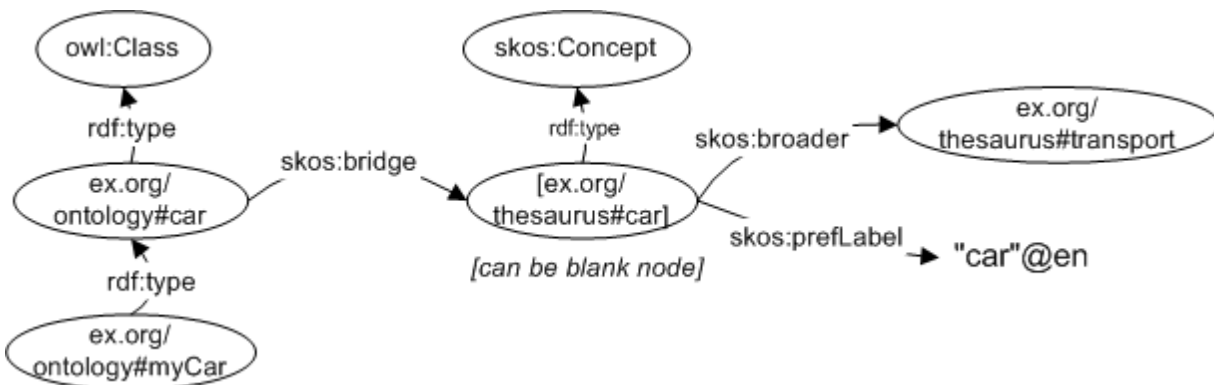 owl:Class
skos:Concept
rdf:type
rdf:type
ex.org/
thesaurus#transport
skos:broader
skos:bridge
ex.org/
ontology#car
[ex.org/
thesaurus#car]
skos:prefLabel
"car"@en
[can be blank node]
rdf:type
ex.org/
ontology#myCar